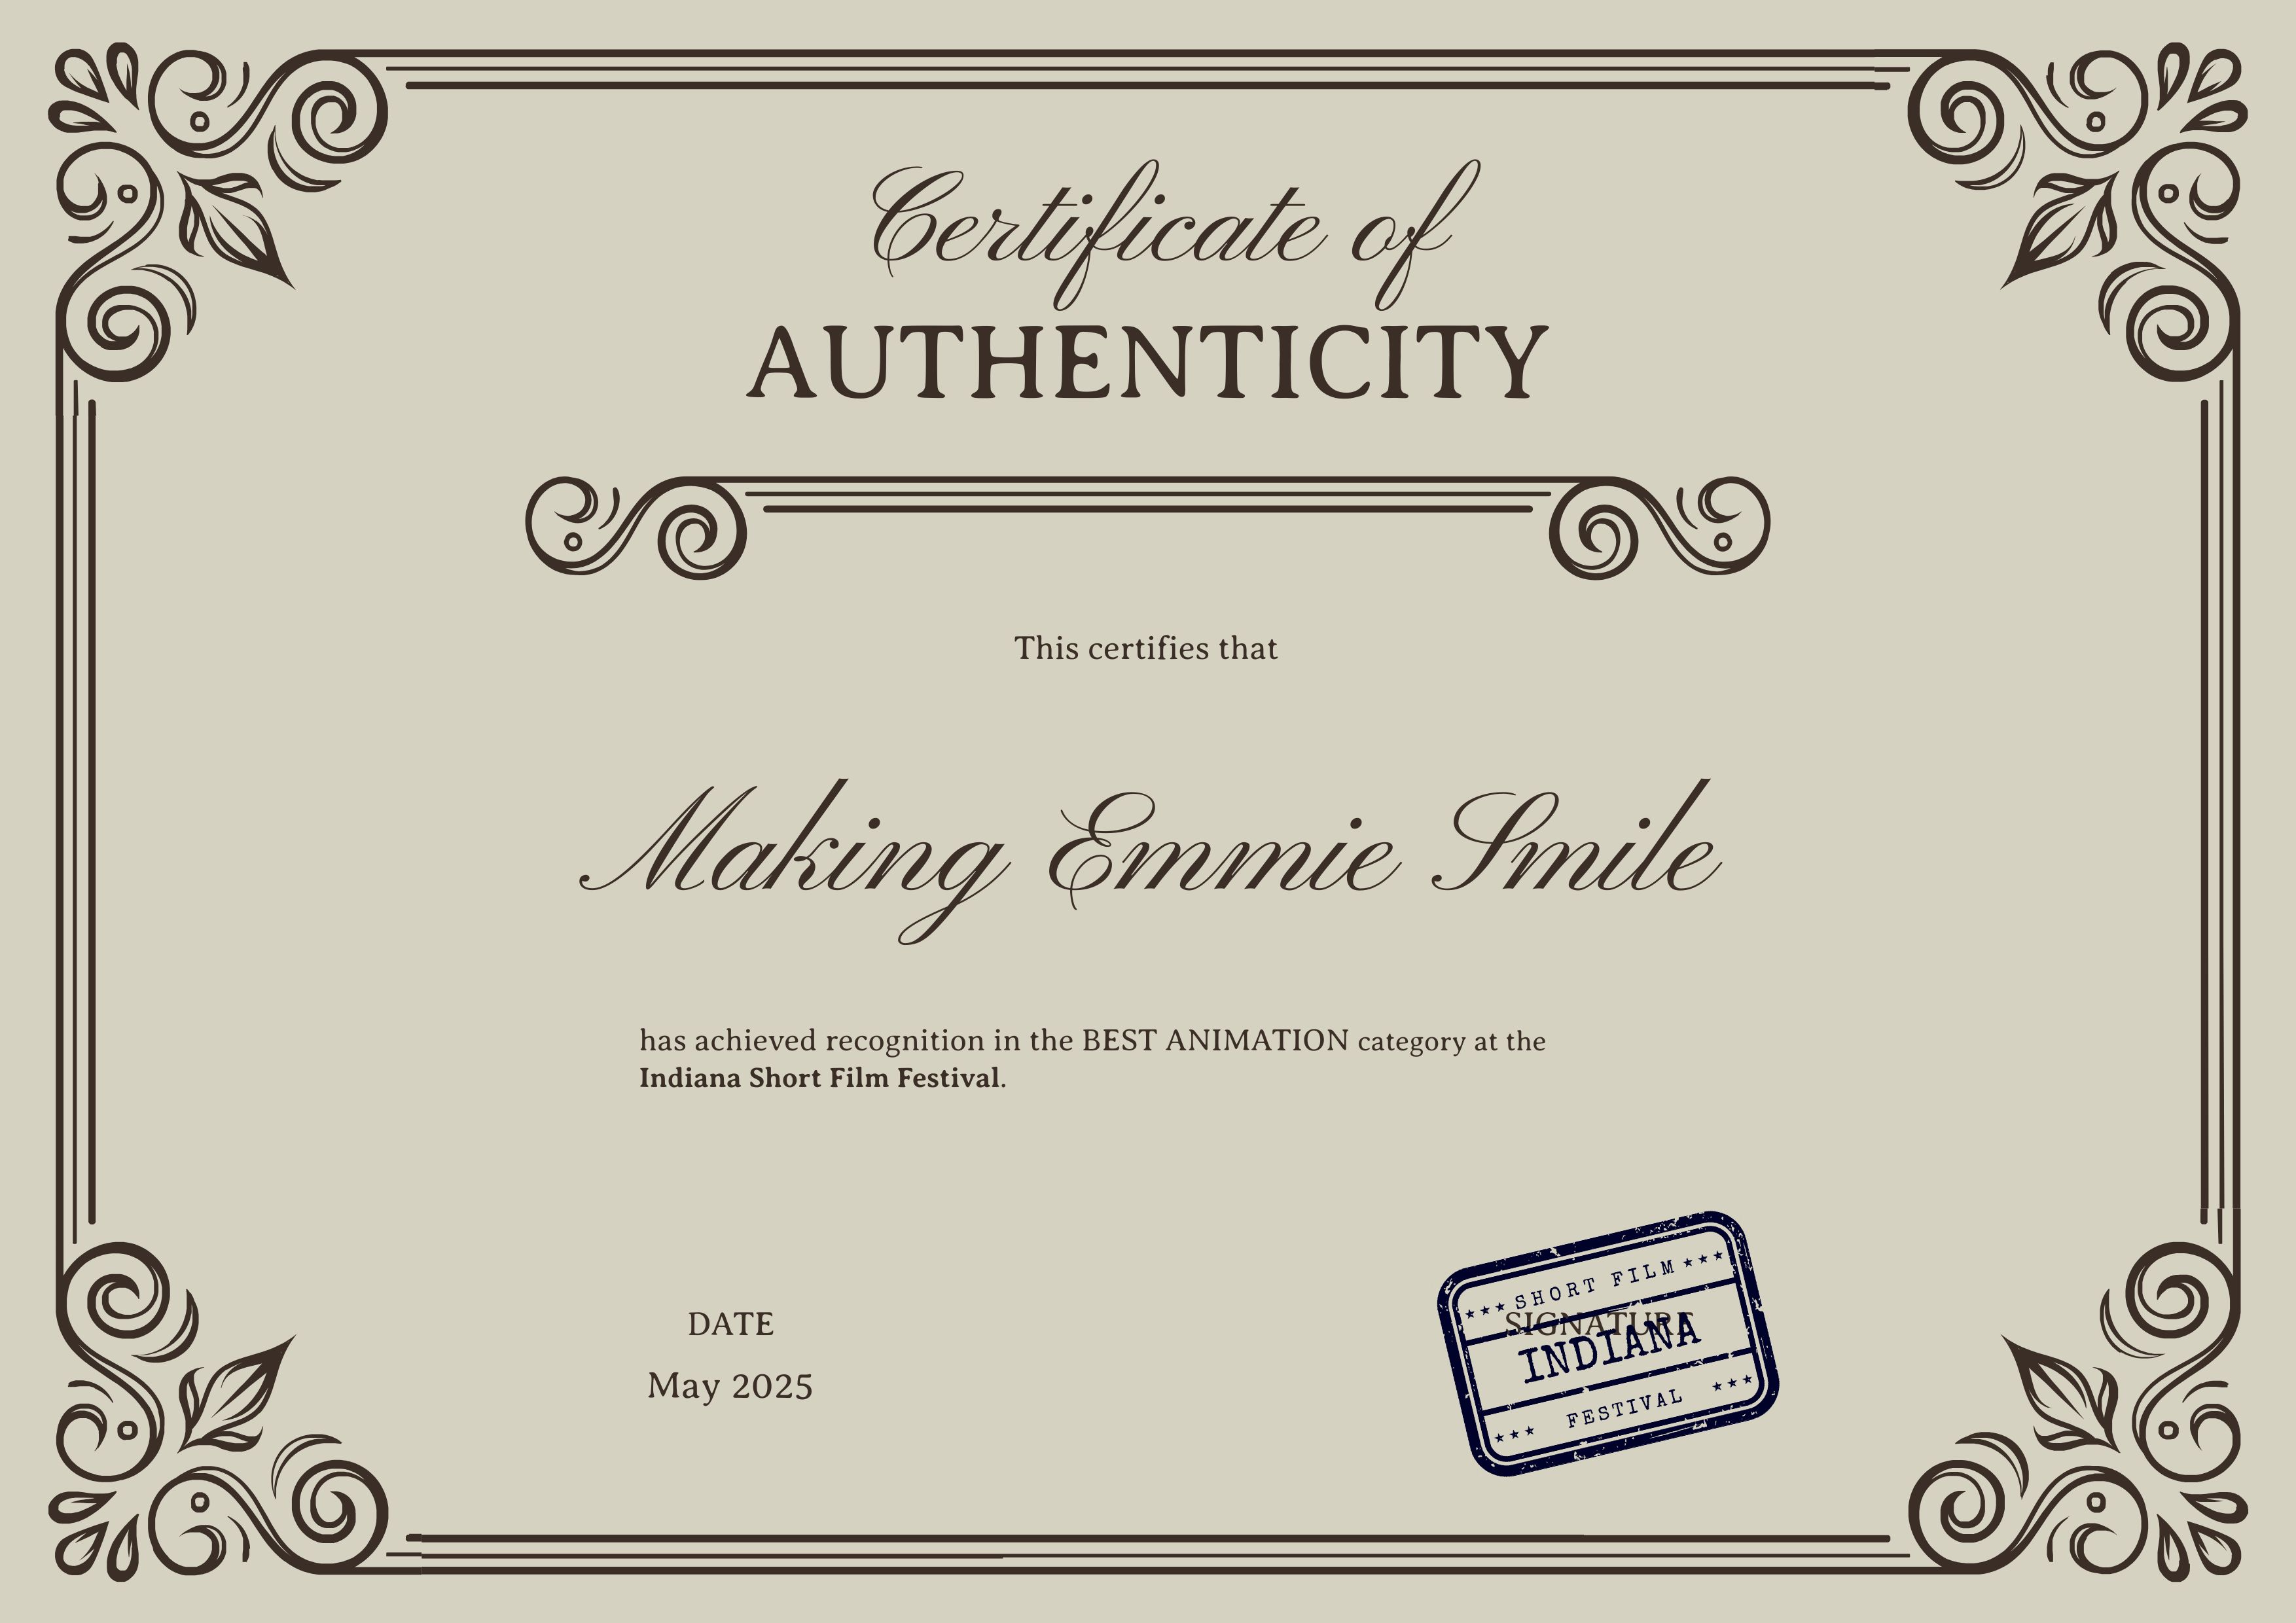 Certificate of
AUTHENTICITY
This certifies that
Making Emmie Smile
has achieved recognition in the BEST ANIMATION category at the
Indiana Short Film Festival.
DATE
May 2025
SIGNATURE
★★★ SHORT FILM ★★★
INDIANA
★★★ FESTIVAL ★★★